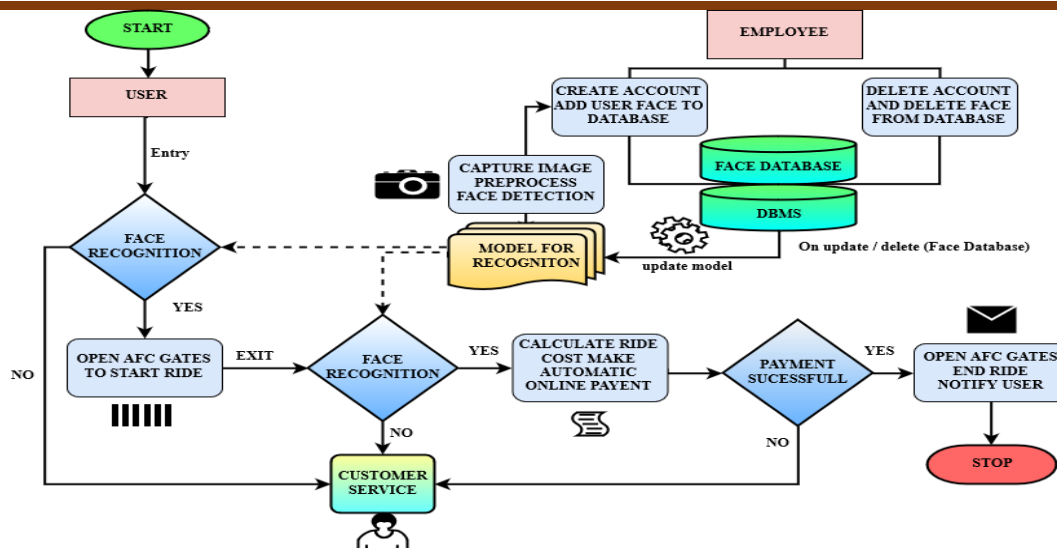 START
EMPLOYEE
USER
CREATE ACCOUNT
ADD USER FACE TO
DATABASE
DELETE ACCOUNT
AND DELETE FACE
FROM DATABASE
Entry
FACE DATABASE
CAPTURE IMAGE
PREPROCESS
FACE DETECTION
DBMS
FACE
RECOGNITION
MODEL FOR
RECOGNITON
update model
On update / delete (Face Database)
YES
NO
OPEN AFC GATES
TO START RIDE
EXIT
FACE
RECOGNITION
YES
CALCULATE RIDE
COST MAKE
AUTOMATIC
ONLINE PAYENT
PAYMENT
SUCESSFULL
YES
OPEN AFC GATES
END RIDE
NOTIFY USER
NO
NO
CUSTOMER
SERVICE
STOP